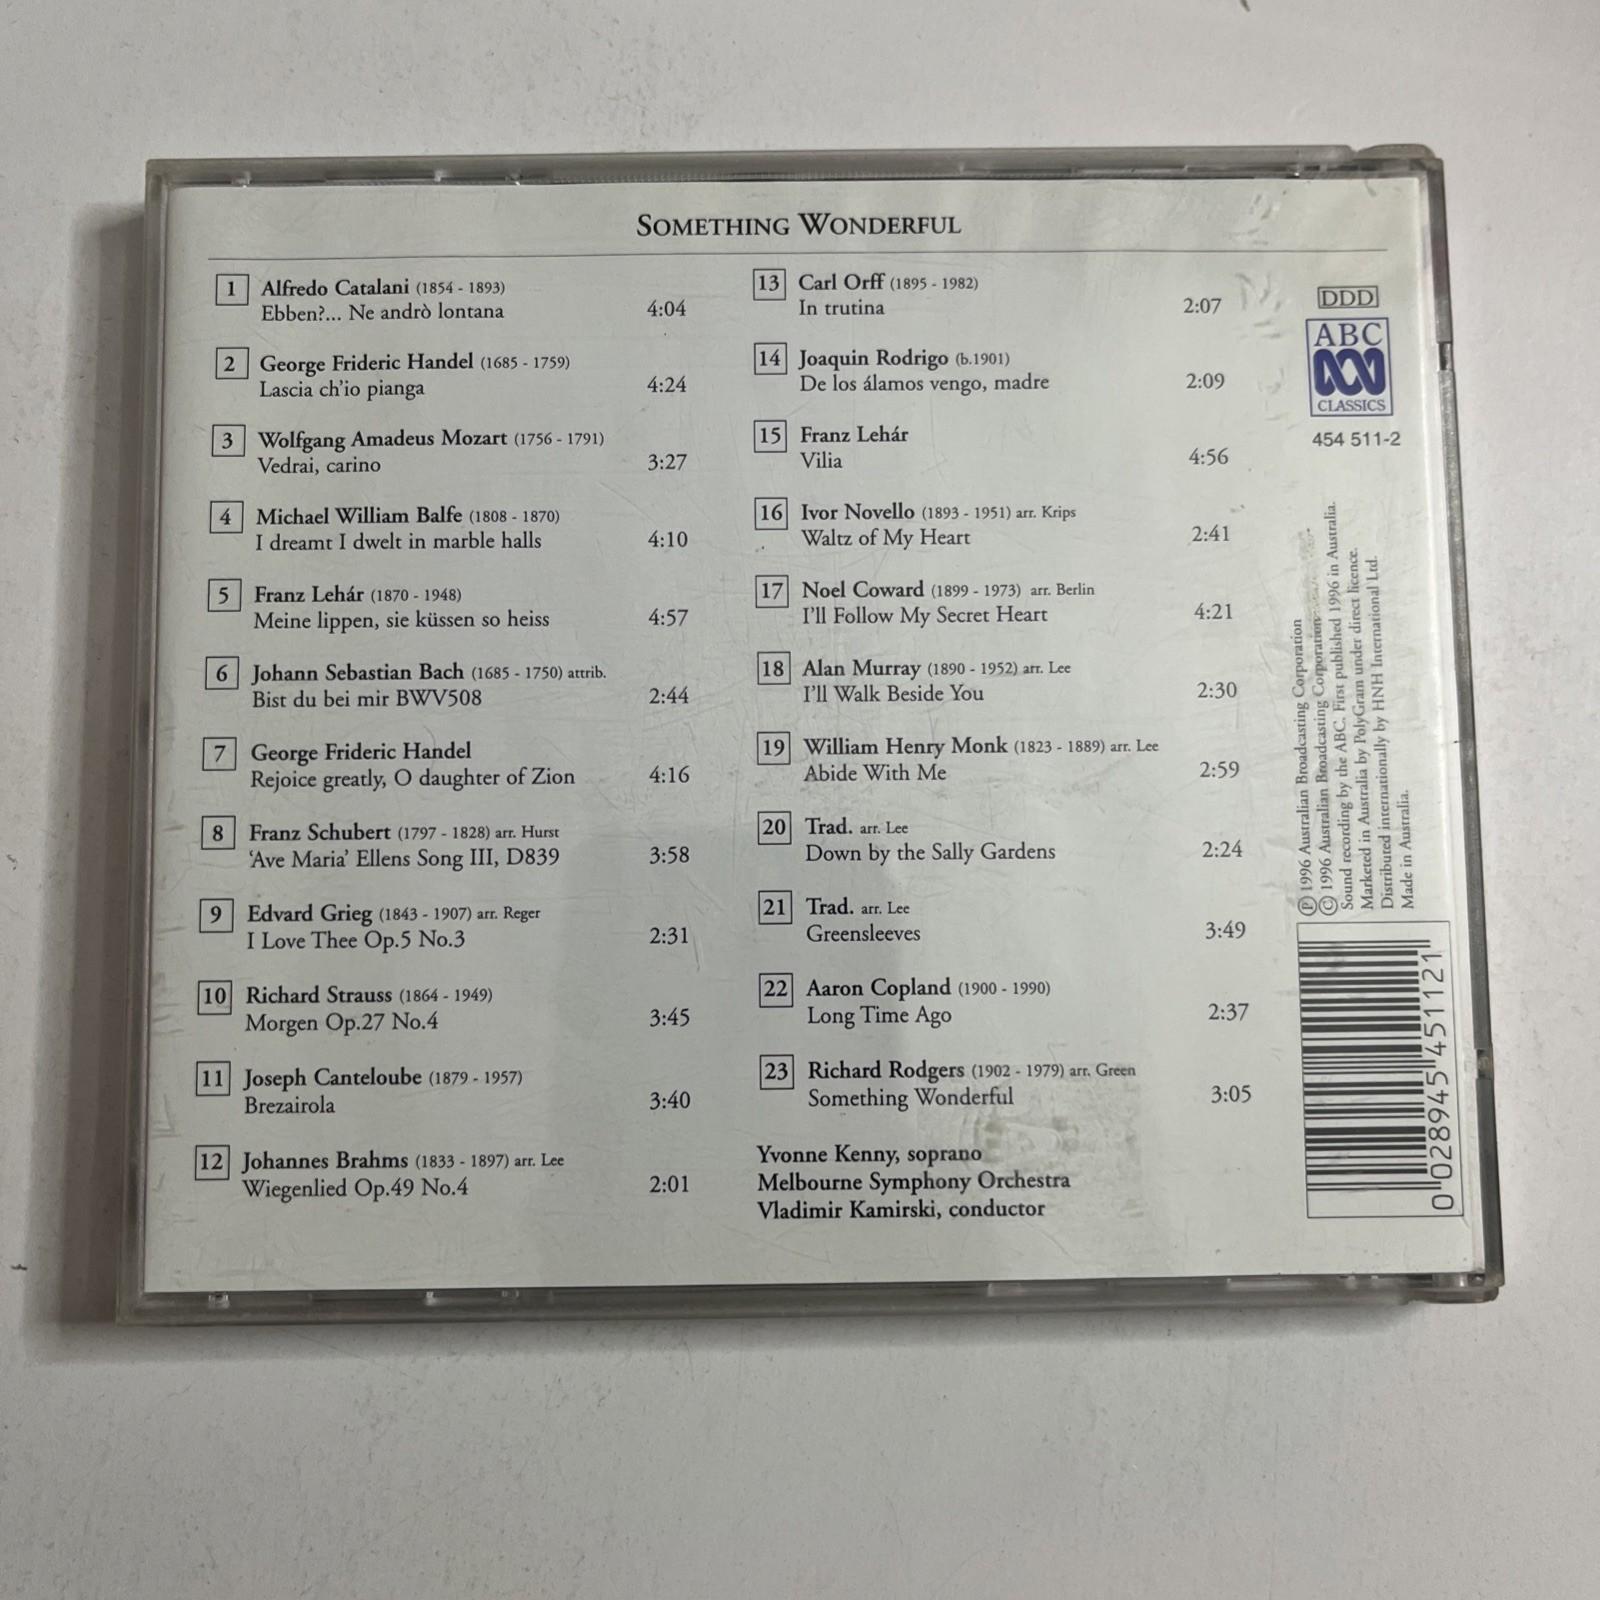 SOMETHING WONDERFUL
1 Alfredo Catalani (1854 - 1893)
Ebben?... Ne andrò lontana 4:04
2 George Frideric Handel (1685 - 1759)
Lascia ch'io pianga 4:24
3 Wolfgang Amadeus Mozart (1756 - 1791)
Vedrai, carino 3:27
4 Michael William Balfe (1808 - 1870)
I dreamt I dwelt in marble halls 4:10
5 Franz Lehár (1870 - 1948)
Meine lippen, sie küssen so heiss 4:57
6 Johann Sebastian Bach (1685 - 1750) attrib.
Bist du bei mir BWV508 2:44
7 George Frideric Handel
Rejoice greatly, O daughter of Zion 4:16
8 Franz Schubert (1797 - 1828) arr. Hurst
'Ave Maria' Ellens Song III, D839 3:58
9 Edvard Grieg (1843 - 1907) arr. Reger
I Love Thee Op.5 No.3 2:31
10 Richard Strauss (1864 - 1949)
Morgen Op.27 No.4 3:45
11 Joseph Canteloube (1879 - 1957)
Brezairola 3:40
12 Johannes Brahms (1833 - 1897) arr. Lee
Wiegenlied Op.49 No.4 2:01
13 Carl Orff (1895 - 1982)
In trutina 2:07
14 Joaquin Rodrigo (b.1901)
De los álamos vengo, madre 2:09
15 Franz Lehár
Vilia 4:56
16 Ivor Novello (1893 - 1951) arr. Krips
Waltz of My Heart 2:41
17 Noel Coward (1899 - 1973) arr. Berlin
I'll Follow My Secret Heart 4:21
18 Alan Murray (1890 - 1952) arr. Lee
I'll Walk Beside You 2:30
19 William Henry Monk (1823 - 1889) arr. Lee
Abide With Me 2:59
20 Trad. arr. Lee
Down by the Sally Gardens 2:24
21 Trad. arr. Lee
Greensleeves 3:49
22 Aaron Copland (1900 - 1990)
Long Time Ago 2:37
23 Richard Rodgers (1902 - 1979) arr. Green
Something Wonderful 3:05
Yvonne Kenny, soprano
Melbourne Symphony Orchestra
Vladimir Kamirski, conductor
DDD
ABC
CLASSICS
454 511-2
℗ 1996 Australian Broadcasting Corporation
© 1996 Australian Broadcasting Corporation.
Sound recording by the ABC. First published 1996 in Australia.
Marketed in Australia by PolyGram under direct licence.
Distributed internationally by HNH International Ltd.
Made in Australia.
0 028945 451121